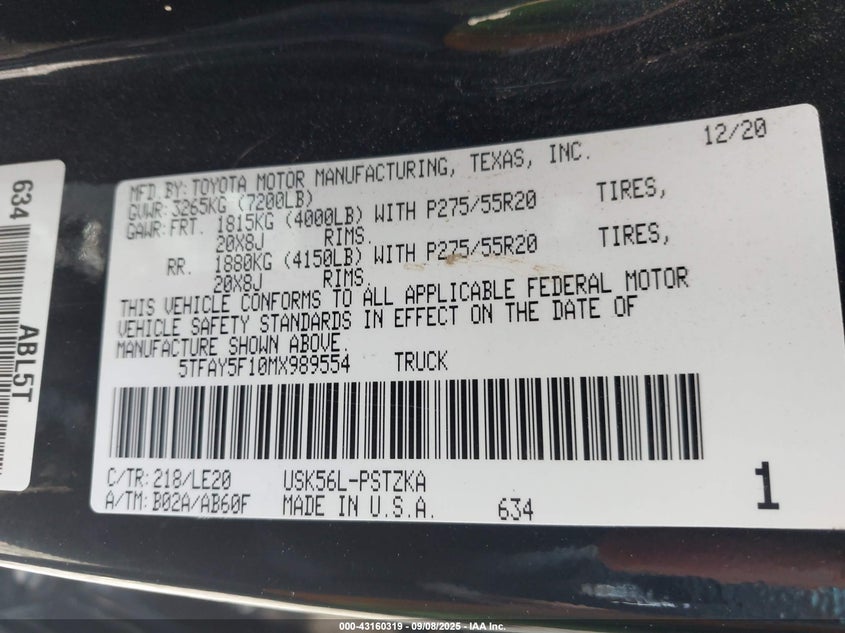 12/20
MFD. BY: TOYOTA MOTOR MANUFACTURING, TEXAS, INC.
GVWR: 3265KG (7200LB)
GAWR: FRT. 1815KG (4000LB) WITH P275/55R20 TIRES,
20X8J RIMS.
RR. 1880KG (4150LB) WITH P275/55R20 TIRES,
20X8J RIMS.
THIS VEHICLE CONFORMS TO ALL APPLICABLE FEDERAL MOTOR
VEHICLE SAFETY STANDARDS IN EFFECT ON THE DATE OF
MANUFACTURE SHOWN ABOVE.
5TFAY5F10MX989554 TRUCK
C/TR: 218/LE20 USK56L-PSTZKA
A/TM: B02A/AB60F MADE IN U.S.A. 634
1
634
ABL5T
000-43160319 - 09/08/2025 - IAA Inc.